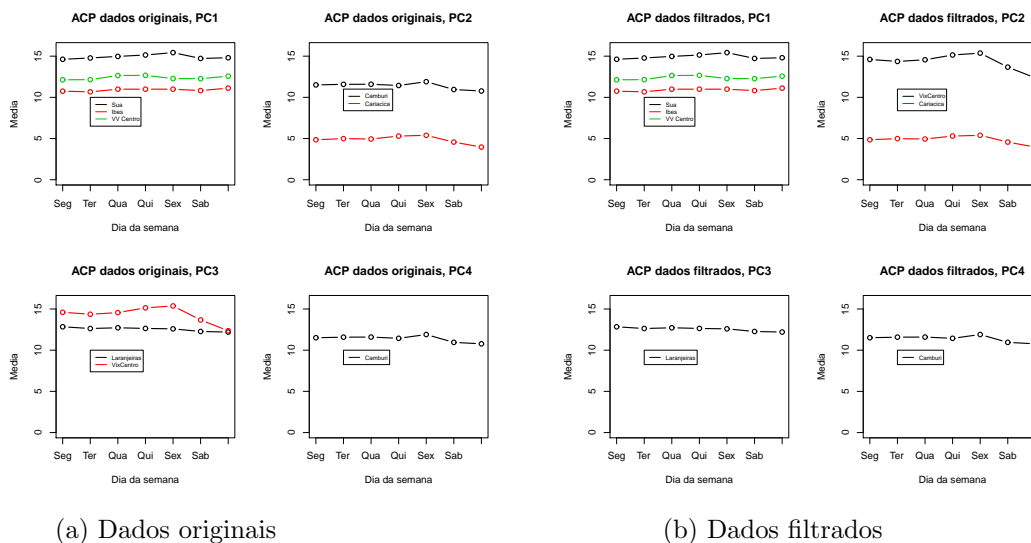 ACP dados originais, PC1
Media
0 5 10 15
Sua
Ibes
VV Centro
Seg Ter Qua Qui Sex Sab
Dia da semana
ACP dados originais, PC2
Media
0 5 10 15
Camburi
Cariacica
Seg Ter Qua Qui Sex Sab
Dia da semana
ACP dados originais, PC3
Media
0 5 10 15
Laranjeiras
VixCentro
Seg Ter Qua Qui Sex Sab
Dia da semana
ACP dados originais, PC4
Media
0 5 10 15
Camburi
Seg Ter Qua Qui Sex Sab
Dia da semana
(a) Dados originais
ACP dados filtrados, PC1
Media
0 5 10 15
Sua
Ibes
VV Centro
Seg Ter Qua Qui Sex Sab
Dia da semana
ACP dados filtrados, PC2
Media
0 5 10 15
VixCentro
Cariacica
Seg Ter Qua Qui Sex Sab
Dia da semana
ACP dados filtrados, PC3
Media
0 5 10 15
Laranjeiras
Seg Ter Qua Qui Sex Sab
Dia da semana
ACP dados filtrados, PC4
Media
0 5 10 15
Camburi
Seg Ter Qua Qui Sex Sab
Dia da semana
(b) Dados filtrados